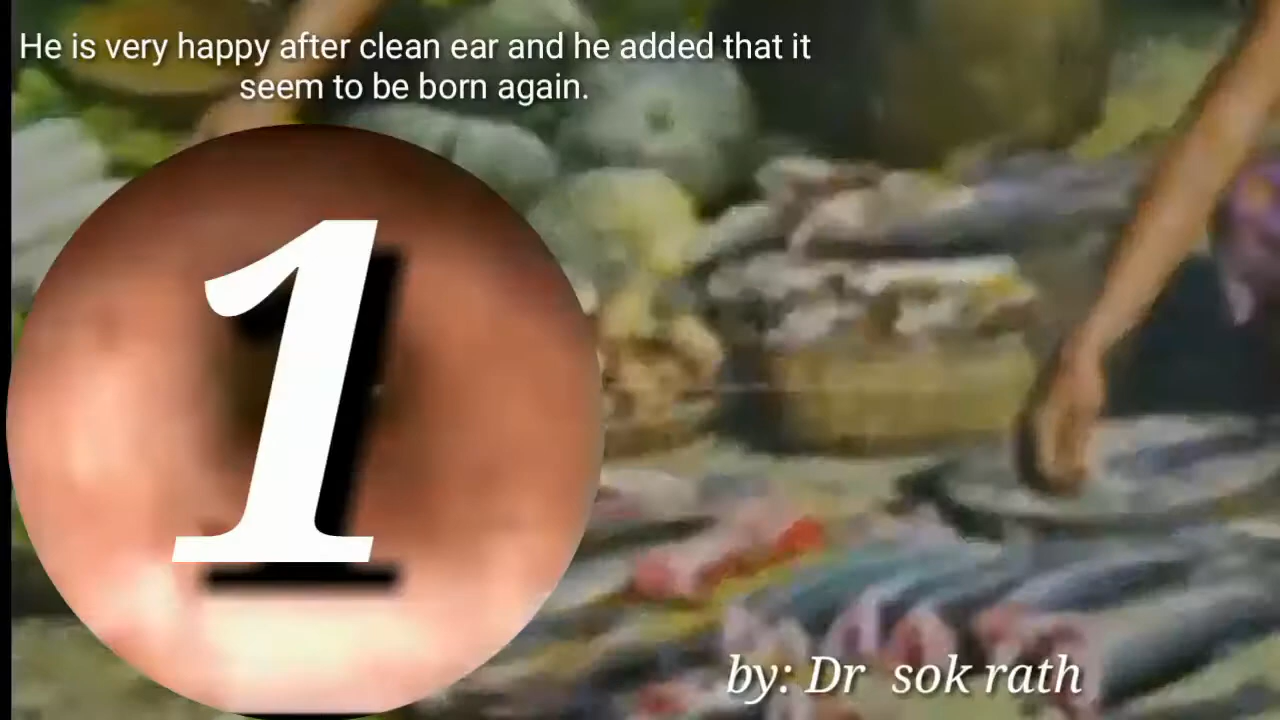 He is very happy after clean ear and he added that it
seem to be born again.
1
by: Dr sok rath